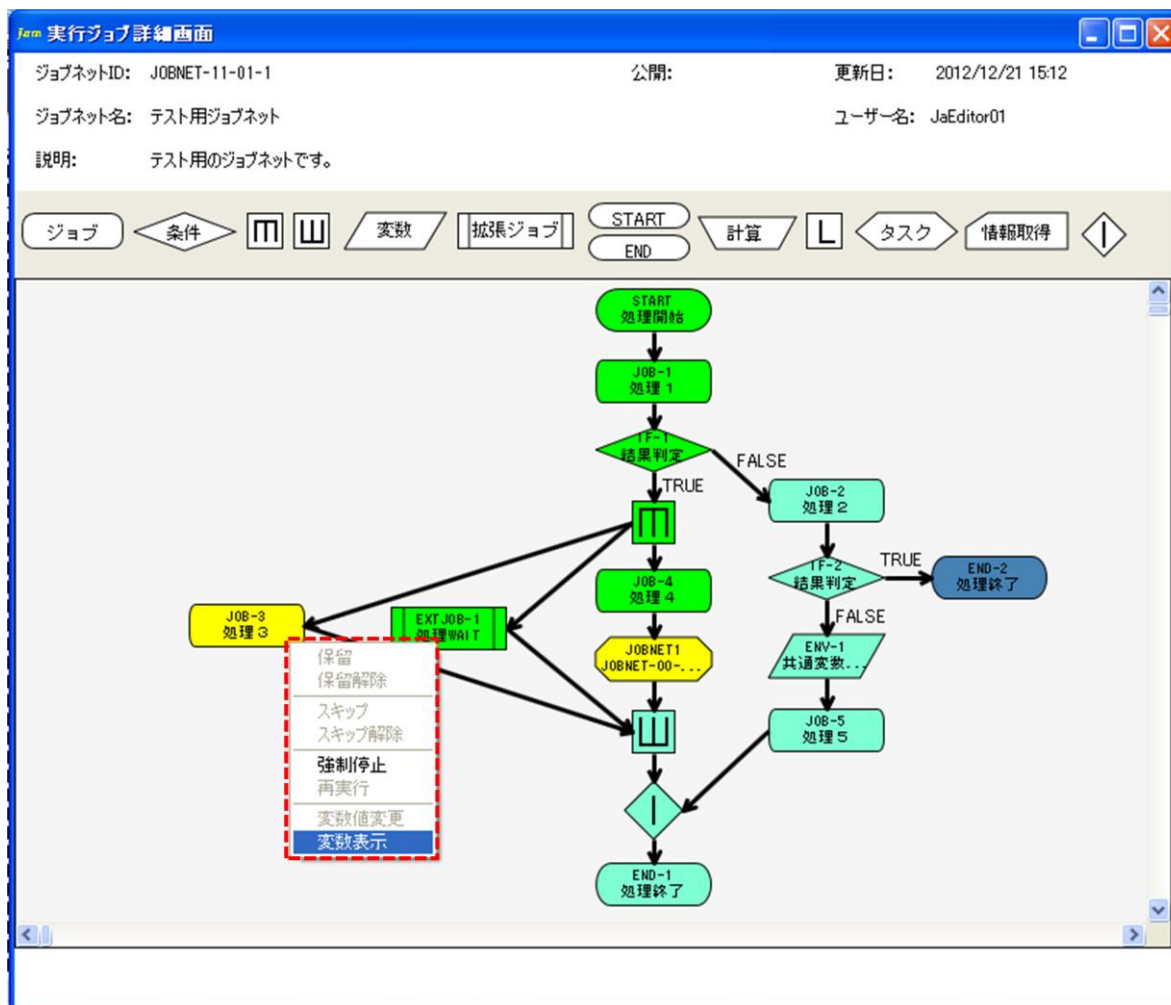 Jam 実行ジョブ詳細画面
ジョブネットID: JOBNET-11-01-1 公開: 更新日: 2012/12/21 15:12
ジョブネット名: テスト用ジョブネット ユーザー名: JaEditor01
説明: テスト用のジョブネットです。
ジョブ 条件 変数 拡張ジョブ START 計算 L タスク 情報取得
END
START
処理開始
JOB-1
処理1
IF-1
結果判定
FALSE
TRUE
JOB-2
処理2
IF-2
結果判定
TRUE
END-2
処理終了
FALSE
JOB-4
処理4
JOB-3
処理3
EXTJOB-1
処理WAIT
JOBNET1
JOBNET-00-...
ENV-1
共通変数...
JOB-5
処理5
END-1
処理終了
保留
保留解除
スキップ
スキップ解除
強制停止
再実行
変数値変更
変数表示